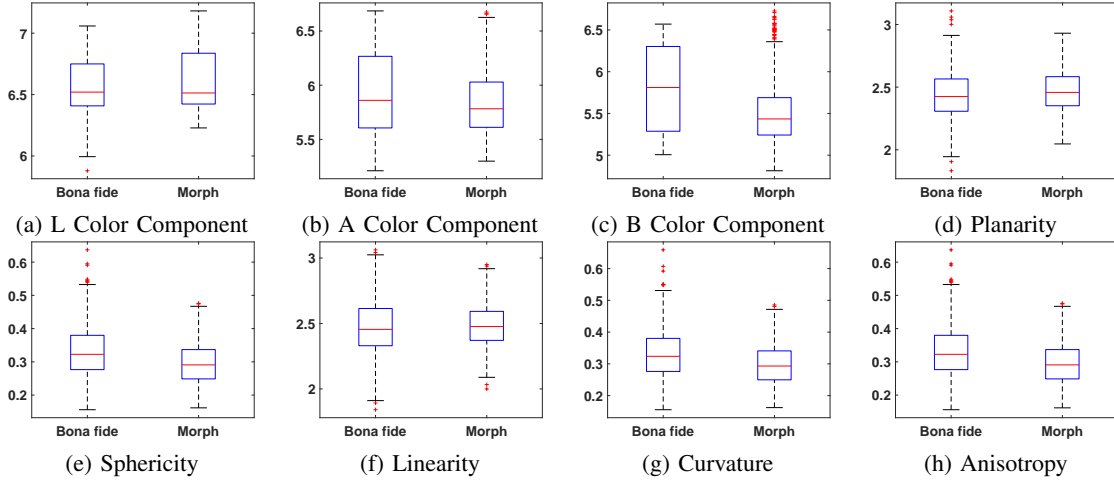 7
6.5
6
Bona fide Morph
(a) L Color Component
6.5
6
5.5
Bona fide Morph
(b) A Color Component
6.5
6
5.5
5
Bona fide Morph
(c) B Color Component
3
2.5
2
Bona fide Morph
(d) Planarity
0.6
0.5
0.4
0.3
0.2
Bona fide Morph
(e) Sphericity
3
2.5
2
Bona fide Morph
(f) Linearity
0.6
0.5
0.4
0.3
0.2
Bona fide Morph
(g) Curvature
0.6
0.5
0.4
0.3
0.2
Bona fide Morph
(h) Anisotropy